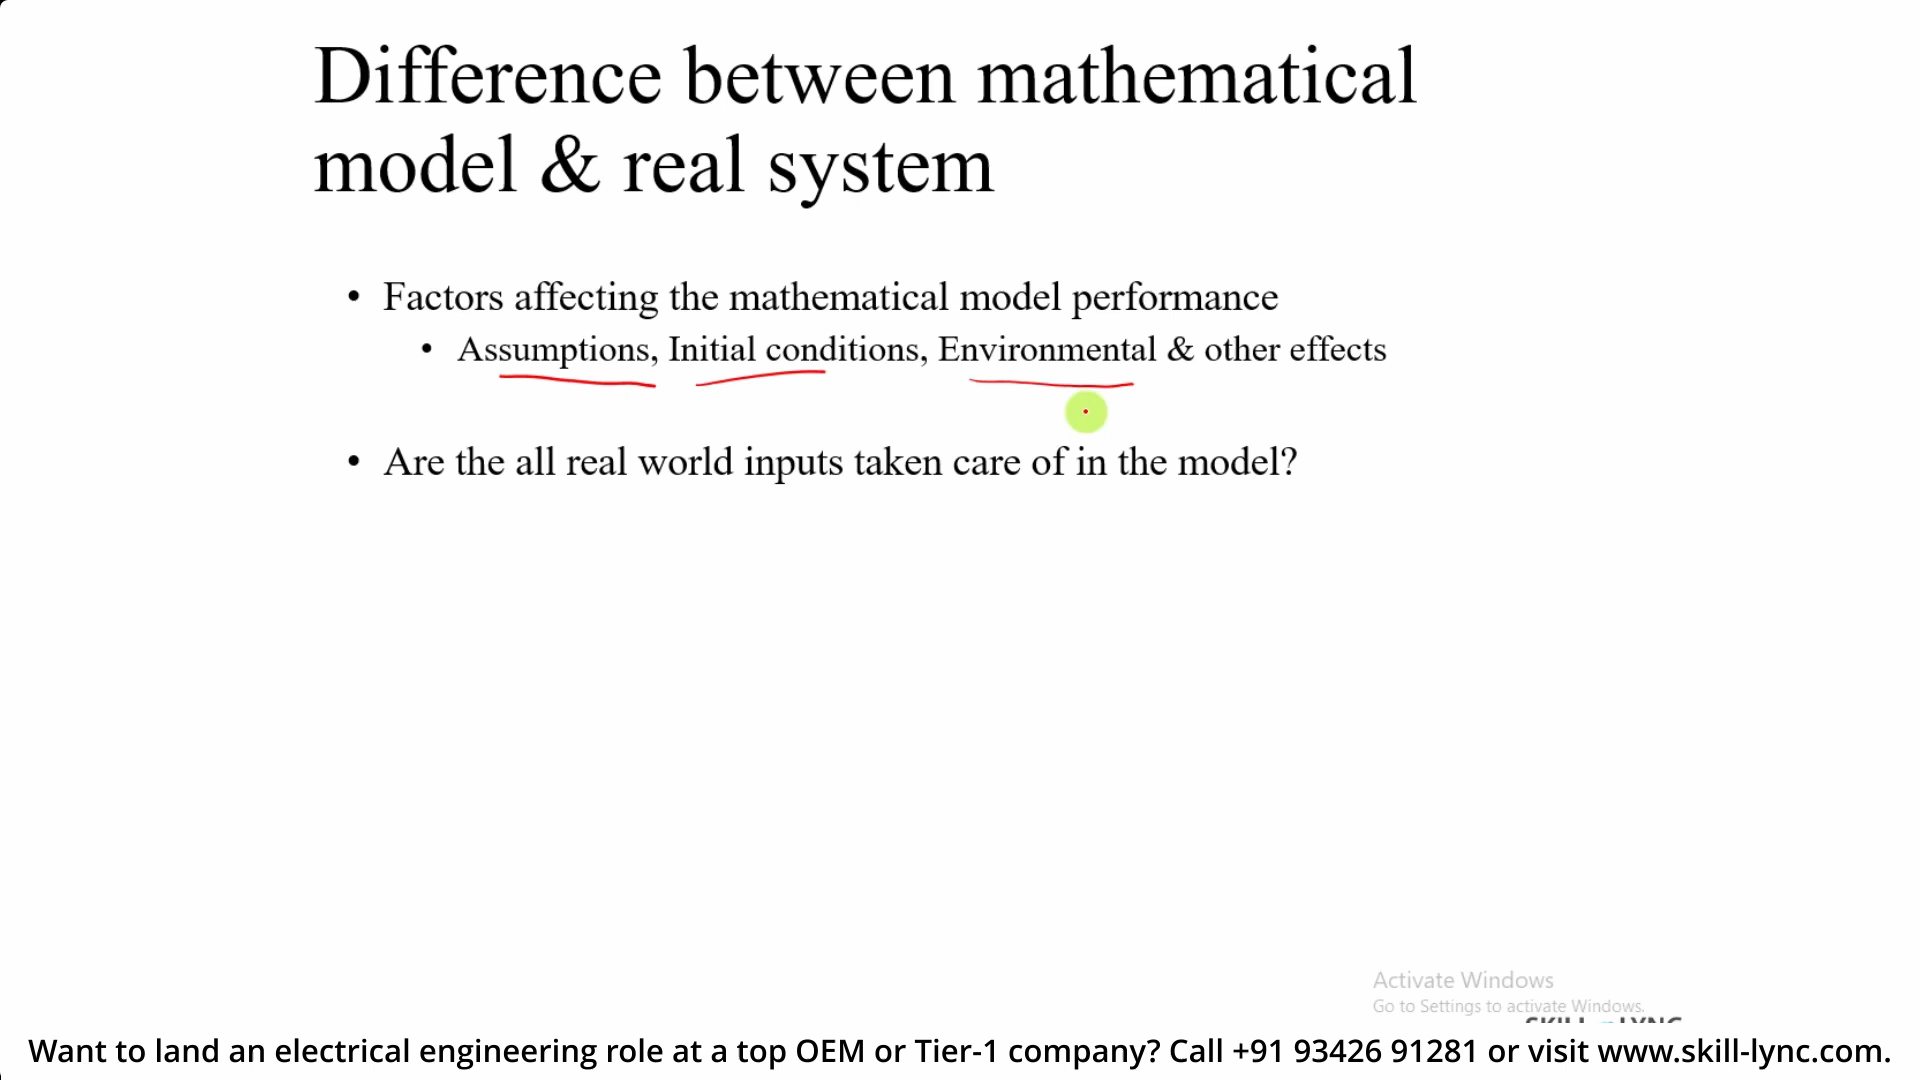 Difference between mathematical
model & real system
• Factors affecting the mathematical model performance
• Assumptions, Initial conditions, Environmental & other effects
• Are the all real world inputs taken care of in the model?
Activate Windows
Go to Settings to activate Windows.
Want to land an electrical engineering role at a top OEM or Tier-1 company? Call +91 93426 91281 or visit www.skill-lync.com.